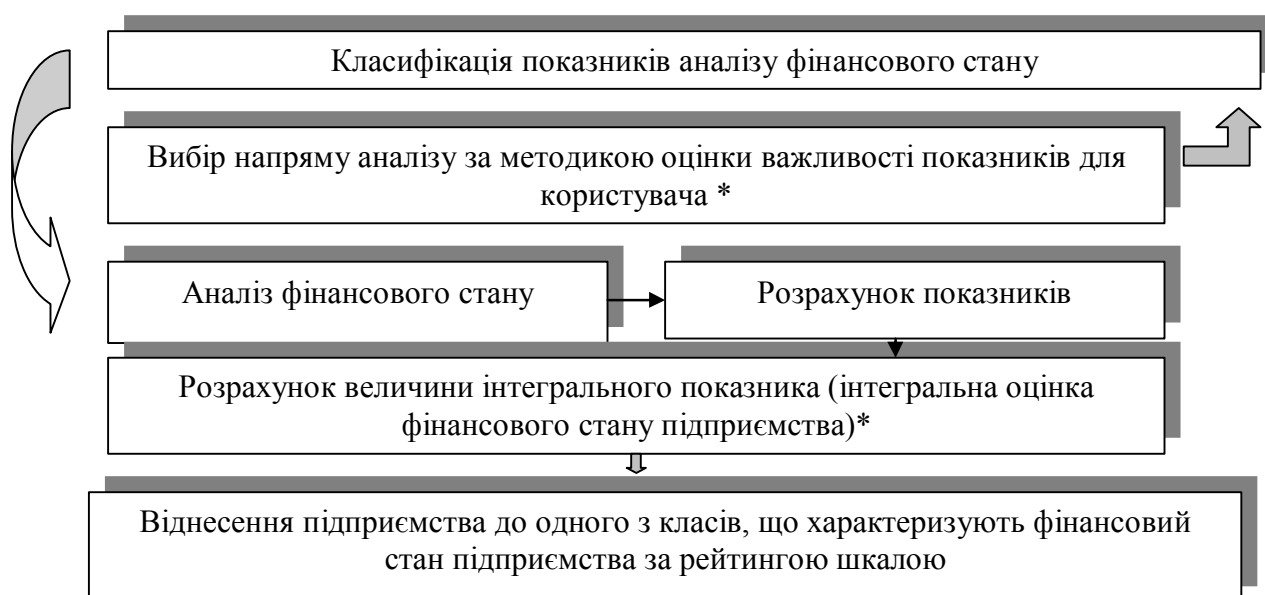 Класифікація показників аналізу фінансового стану
Вибір напряму аналізу за методикою оцінки важливості показників для
користувача *
Аналіз фінансового стану
Розрахунок показників
Розрахунок величини інтегрального показника (інтегральна оцінка
фінансового стану підприємства)*
Віднесення підприємства до одного з класів, що характеризують фінансовий
стан підприємства за рейтингою шкалою